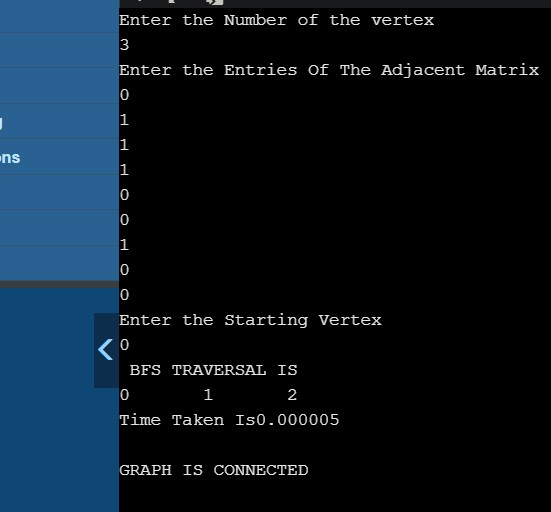 Enter the Number of the vertex
3
Enter the Entries Of The Adjacent Matrix
0
1
1
1
0
0
1
0
0
Enter the Starting Vertex
0
BFS TRAVERSAL IS
0 1 2
Time Taken Is0.000005
GRAPH IS CONNECTED